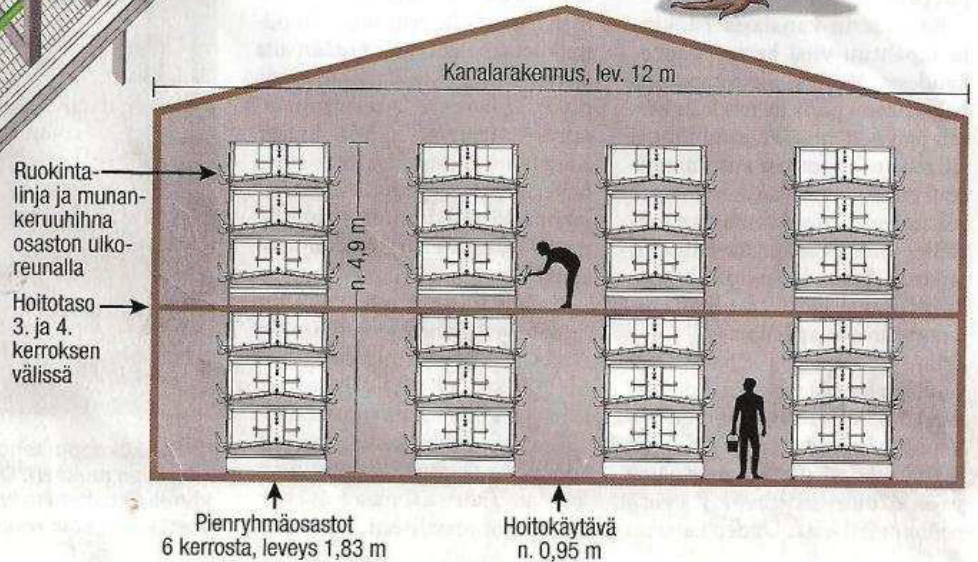 Kanalarakennus, lev. 12 m
Ruokinta-
linja ja munan-
keruuhihna
osaston ulko-
reunalla
n. 4,9 m
Hoitotaso
3. ja 4.
kerroksen
välissä
Pienryhmäosastot
6 kerrosta, leveys 1,83 m
Hoitokäytävä
n. 0,95 m